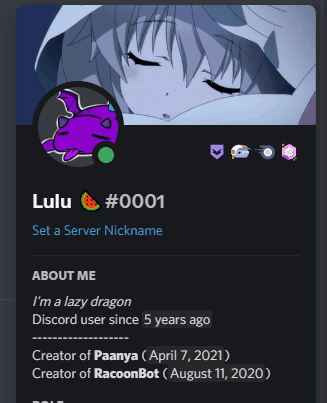 Lulu 🍉 #0001
Set a Server Nickname
ABOUT ME
I'm a lazy dragon
Discord user since 5 years ago
-------------------
Creator of Paanya (April 7, 2021)
Creator of RacoonBot (August 11, 2020)